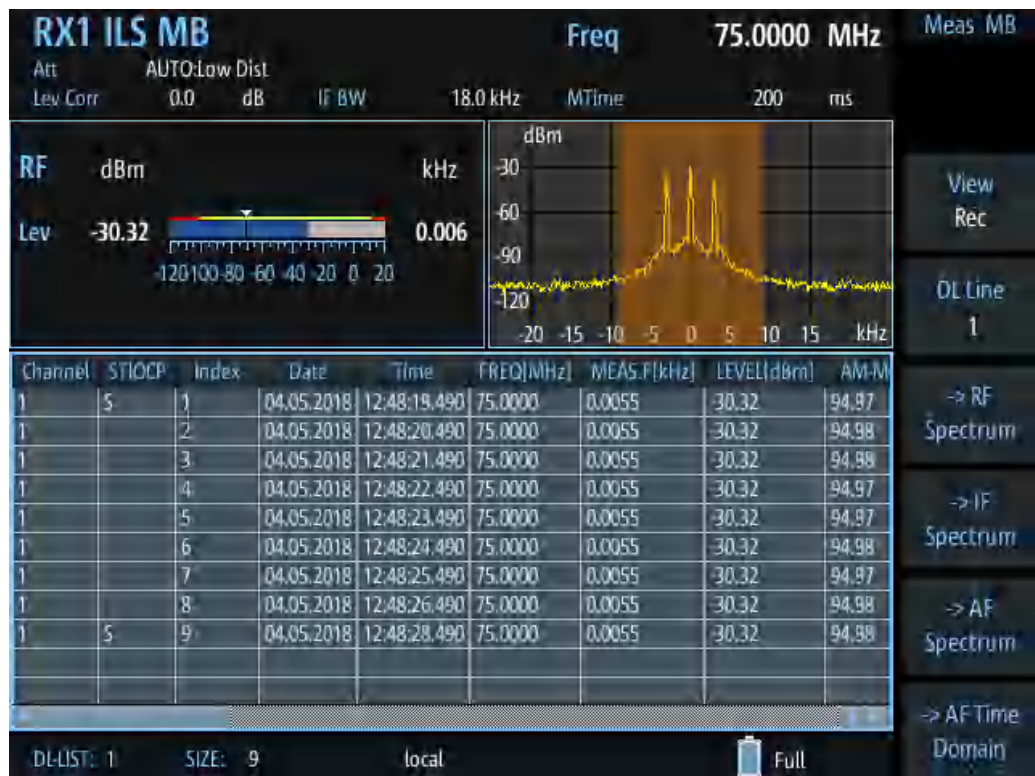 RX1 ILS MB Freq 75.0000 MHz
Att AUTO:Low Dist
Lev Corr 0.0 dB IF BW 18.0 kHz MTime 200 ms
Meas MB
RF dBm kHz
Lev -30.32 0.006
-120 -100 -80 -60 -40 -20 0 20
dBm
-30
-60
-90
-120
-20 -15 -10 -5 0 5 10 15 kHz
View
Rec
DL Line
1
-> RF
Spectrum
-> IF
Spectrum
-> AF
Spectrum
-> AF Time
Domain
Channel STIOCP Index Date Time FREQ[MHz] MEAS.F[kHz] LEVEL[dBm] AM-M
1 S 1 04.05.2018 12:48:19.490 75.0000 0.0055 -30.32 94.97
1 2 04.05.2018 12:48:20.490 75.0000 0.0055 -30.32 94.98
1 3 04.05.2018 12:48:21.490 75.0000 0.0055 -30.32 94.98
1 4 04.05.2018 12:48:22.490 75.0000 0.0055 -30.32 94.97
1 5 04.05.2018 12:48:23.490 75.0000 0.0055 -30.32 94.97
1 6 04.05.2018 12:48:24.490 75.0000 0.0055 -30.32 94.98
1 7 04.05.2018 12:48:25.490 75.0000 0.0055 -30.32 94.97
1 8 04.05.2018 12:48:26.490 75.0000 0.0055 -30.32 94.98
1 S 9 04.05.2018 12:48:28.490 75.0000 0.0055 -30.32 94.98
DL-LIST: 1 SIZE: 9 local Full